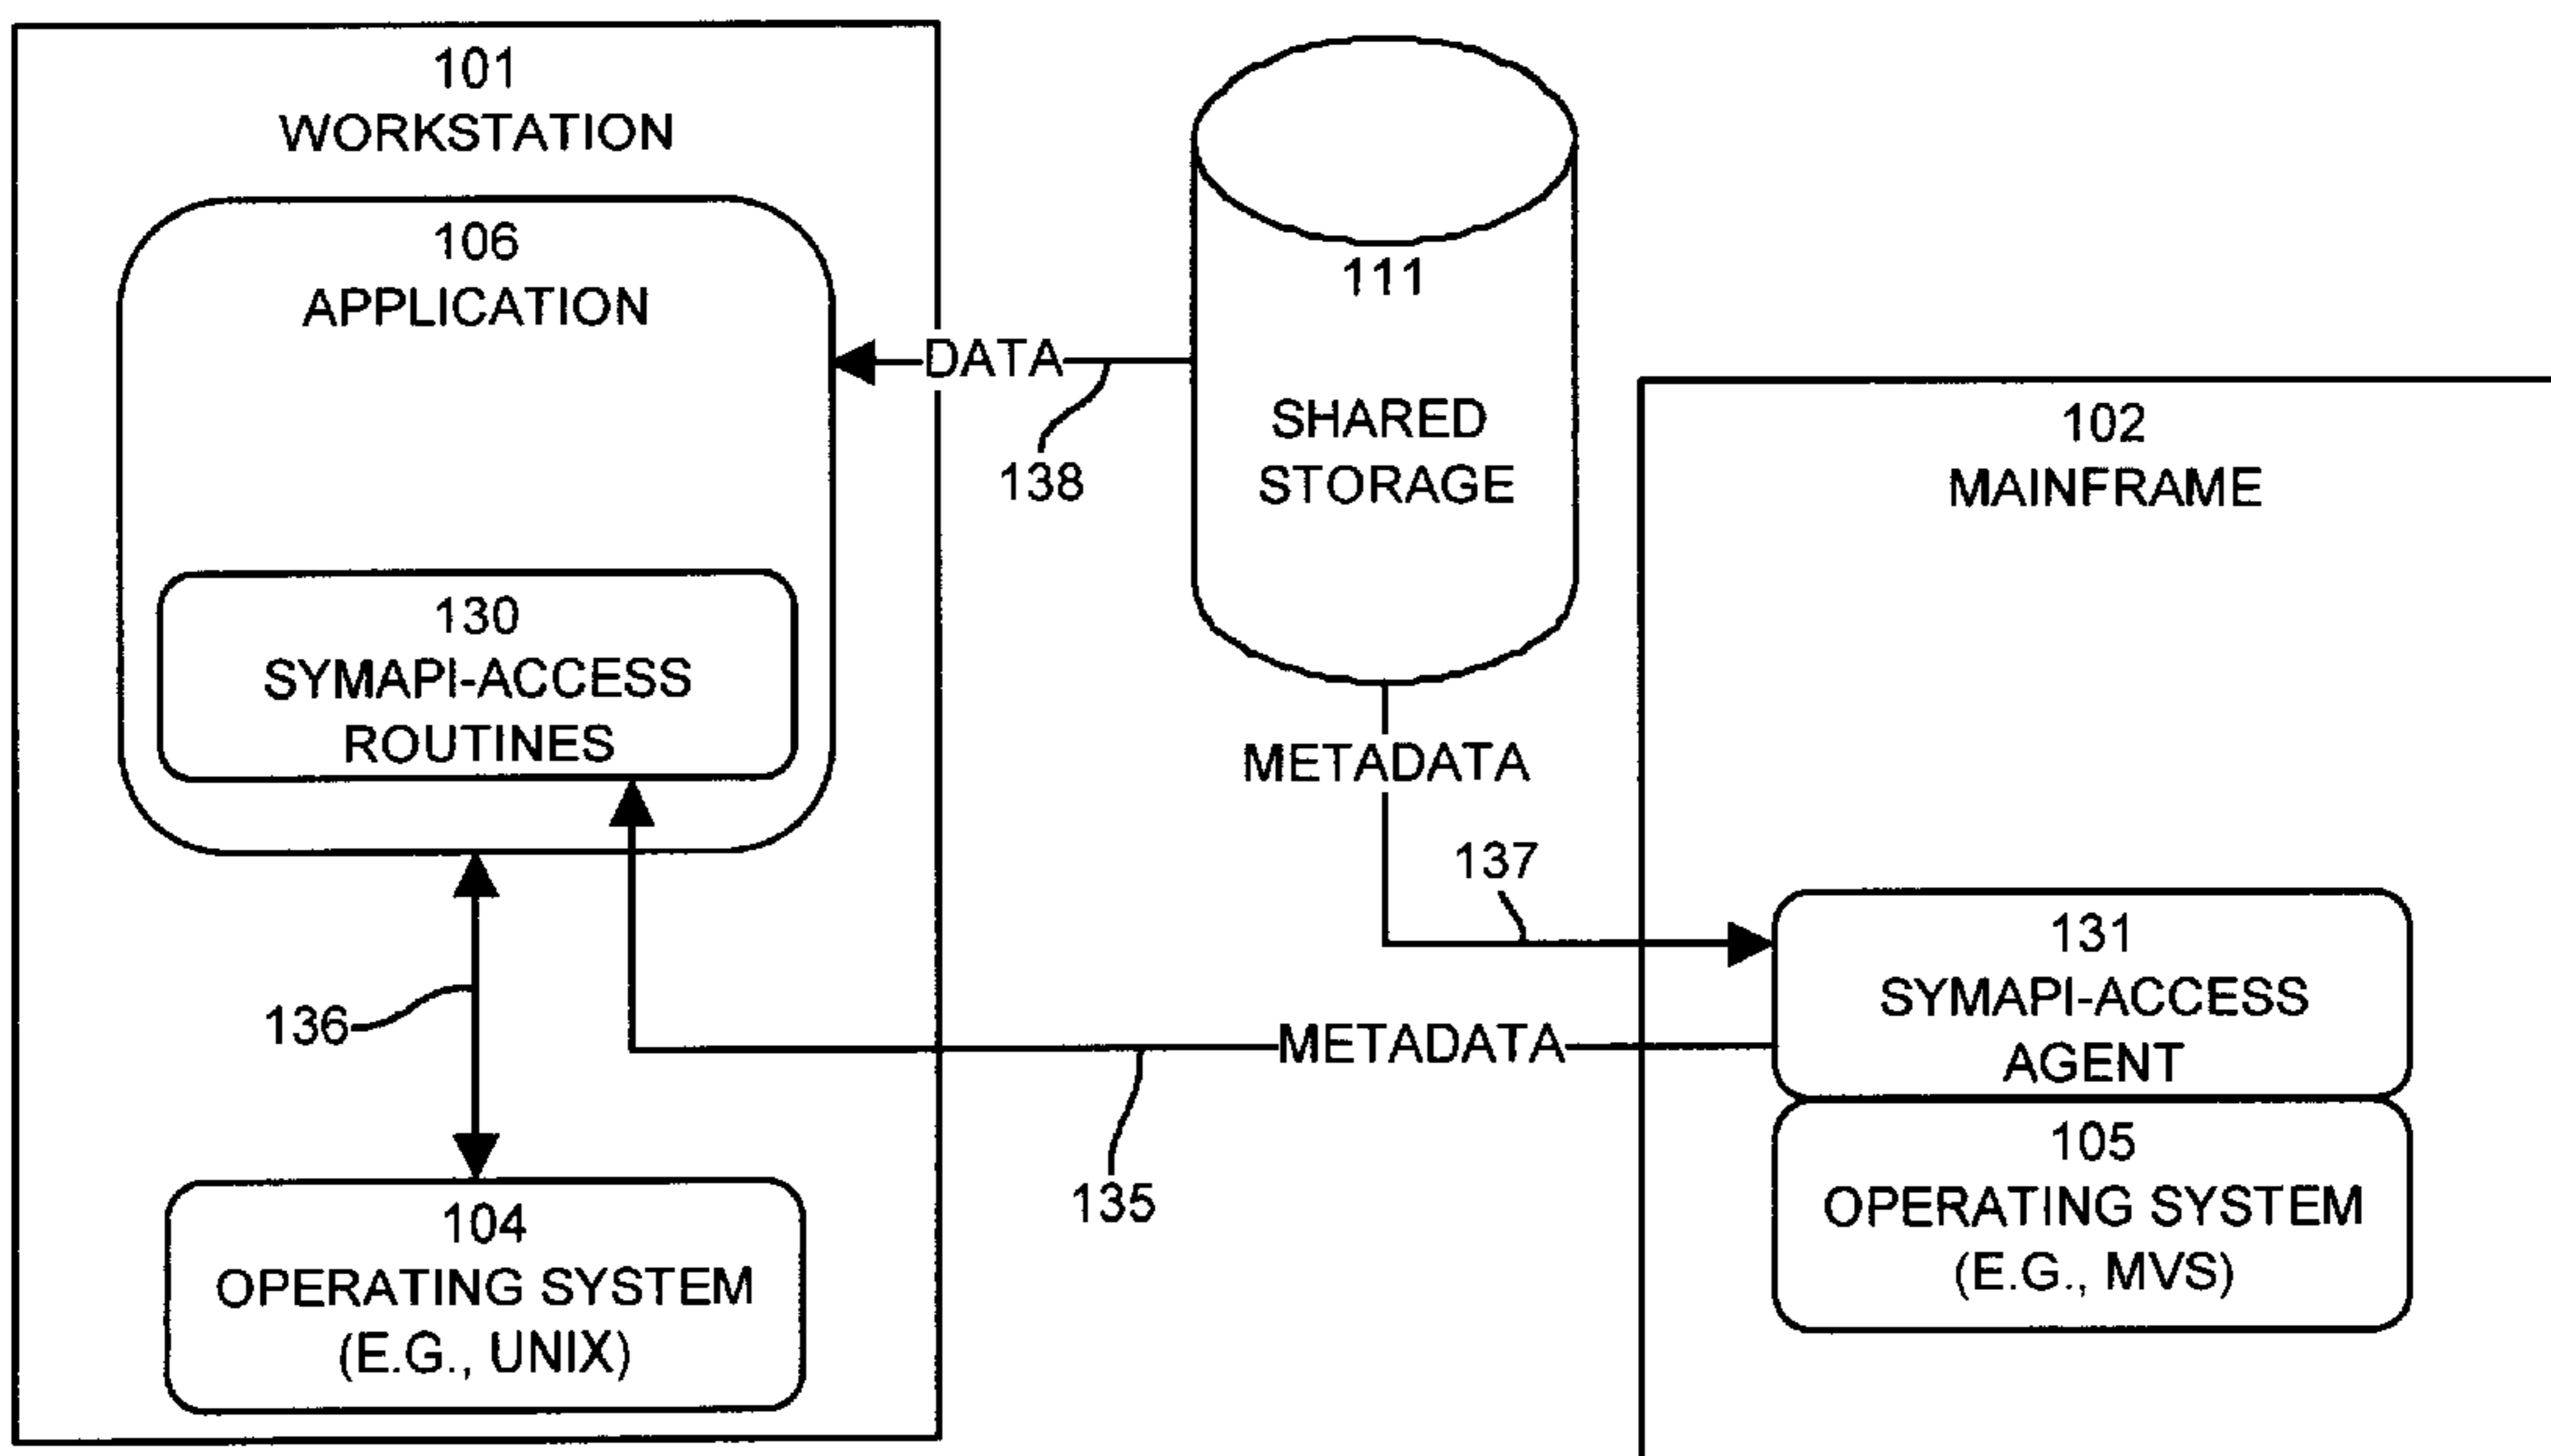 101
WORKSTATION
106
APPLICATION
130
SYMAPI-ACCESS
ROUTINES
136
104
OPERATING SYSTEM
(E.G., UNIX)
DATA
138
111
SHARED
STORAGE
METADATA
137
METADATA
135
102
MAINFRAME
131
SYMAPI-ACCESS
AGENT
105
OPERATING SYSTEM
(E.G., MVS)